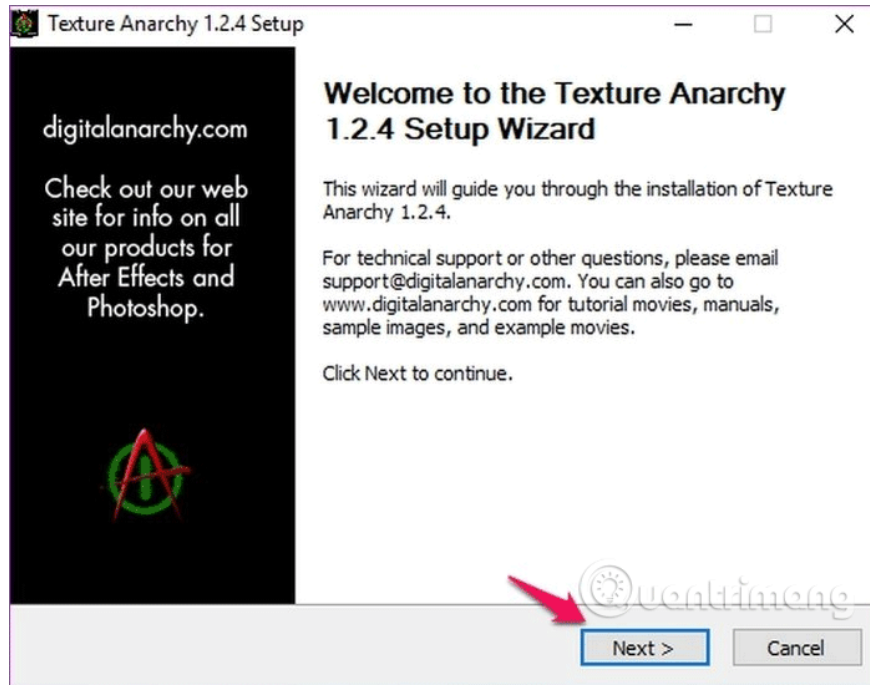 Texture Anarchy 1.2.4 Setup
digitalanarchy.com
Check out our web
site for info on all
our products for
After Effects and
Photoshop.
Welcome to the Texture Anarchy
1.2.4 Setup Wizard
This wizard will guide you through the installation of Texture
Anarchy 1.2.4.
For technical support or other questions, please email
support@digitalanarchy.com. You can also go to
www.digitalanarchy.com for tutorial movies, manuals,
sample images, and example movies.
Click Next to continue.
Quantrimang
Next >
Cancel